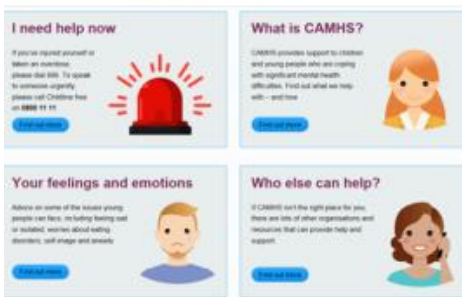 I need help now
If you've injured yourself or
taken an overdose,
please dial 999. To speak
to someone urgently
please call Childline free
on 0800 11 11
Find out more
What is CAMHS?
CAMHS provides support to children
and young people who are coping
with significant mental health
difficulties. Find out what we help
with - and how
Find out more
Your feelings and emotions
Advice on some of the issues young
people can face, including feeling sad
or isolated, worries about eating
disorders, self-image and anxiety
Find out more
Who else can help?
If CAMHS isn't the right place for you,
there are lots of other organisations and
resources that can provide help and
support.
Find out more